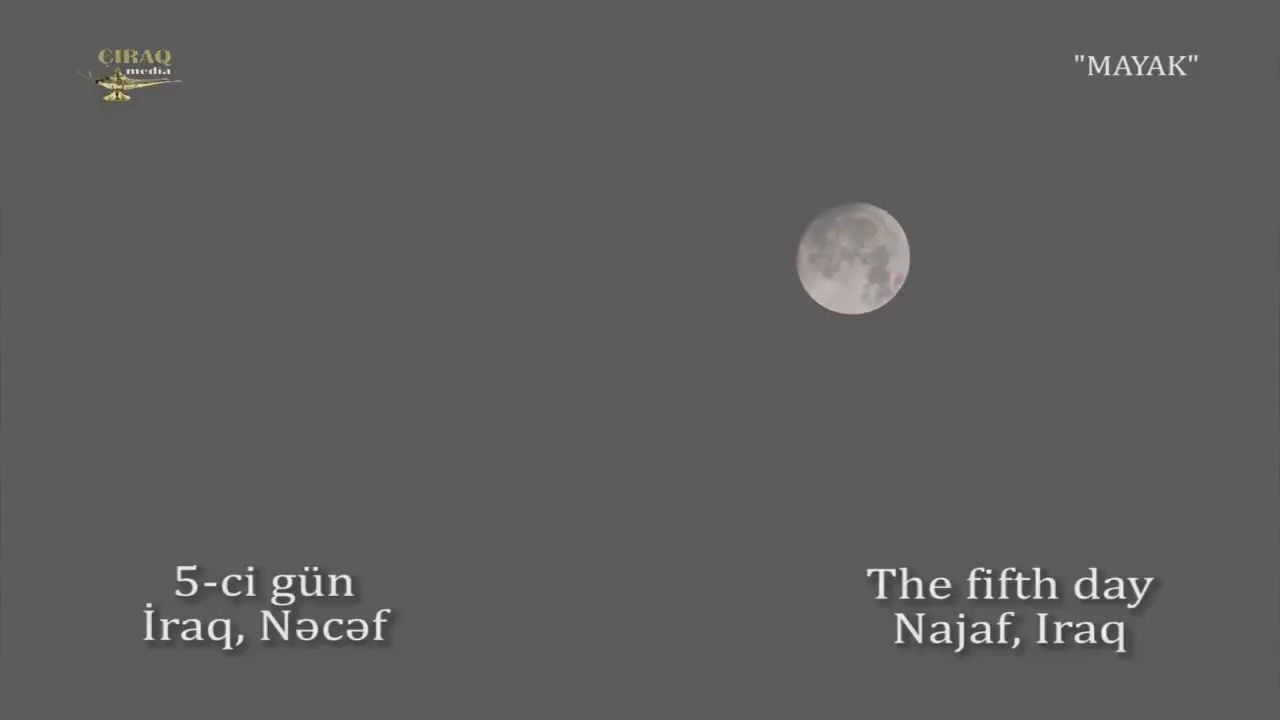 ÇIRAQ
media
"MAYAK"
5-ci gün
İraq, Nəcəf
The fifth day
Najaf, Iraq